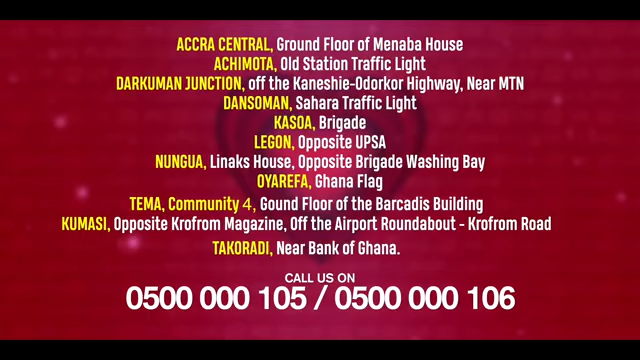 ACCRA CENTRAL, Ground Floor of Menaba House
ACHIMOTA, Old Station Traffic Light
DARKUMAN JUNCTION, off the Kaneshie-Odorkor Highway, Near MTN
DANSOMAN, Sahara Traffic Light
KASOA, Brigade
LEGON, Opposite UPSA
NUNGUA, Linaks House, Opposite Brigade Washing Bay
OYAREFA, Ghana Flag
TEMA, Community 4, Gound Floor of the Barcadis Building
KUMASI, Opposite Krofrom Magazine, Off the Airport Roundabout - Krofrom Road
TAKORADI, Near Bank of Ghana.
CALL US ON
0500 000 105 / 0500 000 106